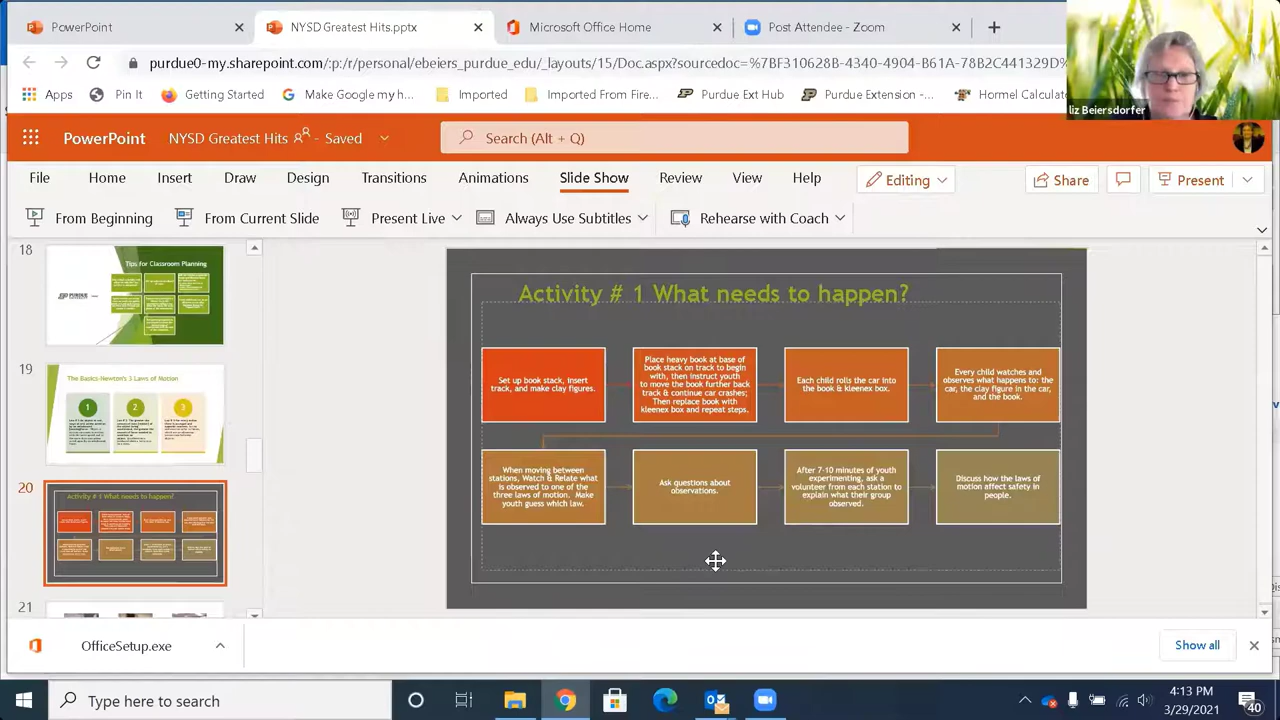 PowerPoint
NYSD Greatest Hits.pptx
Microsoft Office Home
Post Attendee - Zoom
purdue0-my.sharepoint.com/:p:/r/personal/ebeiers_purdue_edu/_layouts/15/Doc.aspx?sourcedoc=%7BF310628B-4340-4904-B61A-78B2C441329D%
Apps
Pin It
Getting Started
Make Google my h...
Imported
Imported From Fire...
Purdue Ext Hub
Purdue Extension -...
Hormel Calculat
liz Beiersdorfer
PowerPoint
NYSD Greatest Hits - Saved
Search (Alt + Q)
File
Home
Insert
Draw
Design
Transitions
Animations
Slide Show
Review
View
Help
Editing
Share
Present
From Beginning
From Current Slide
Present Live
Always Use Subtitles
Rehearse with Coach
18
Tips for Classroom Planning
PURDUE
19
The Basics-Newton's 3 Laws of Motion
1
2
3
20
Activity # 1 What needs to happen?
21
Activity # 1 What needs to happen?
Set up book stack, insert
track, and make clay figures.
Place heavy book at base of
book stack on track to begin
with, then instruct youth
to move the book further back
track & continue car crashes;
Then replace book with
kleenex box and repeat steps.
Each child rolls the car into
the book & kleenex box.
Every child watches and
observes what happens to: the
car, the clay figure in the car,
and the book.
When moving between
stations, Watch & Relate what
is observed to one of the
three laws of motion. Make
youth guess which law.
Ask questions about
observations.
After 7-10 minutes of youth
experimenting, ask a
volunteer from each station to
explain what their group
observed.
Discuss how the laws of
motion affect safety in
people.
OfficeSetup.exe
Show all
Type here to search
4:13 PM
3/29/2021
40